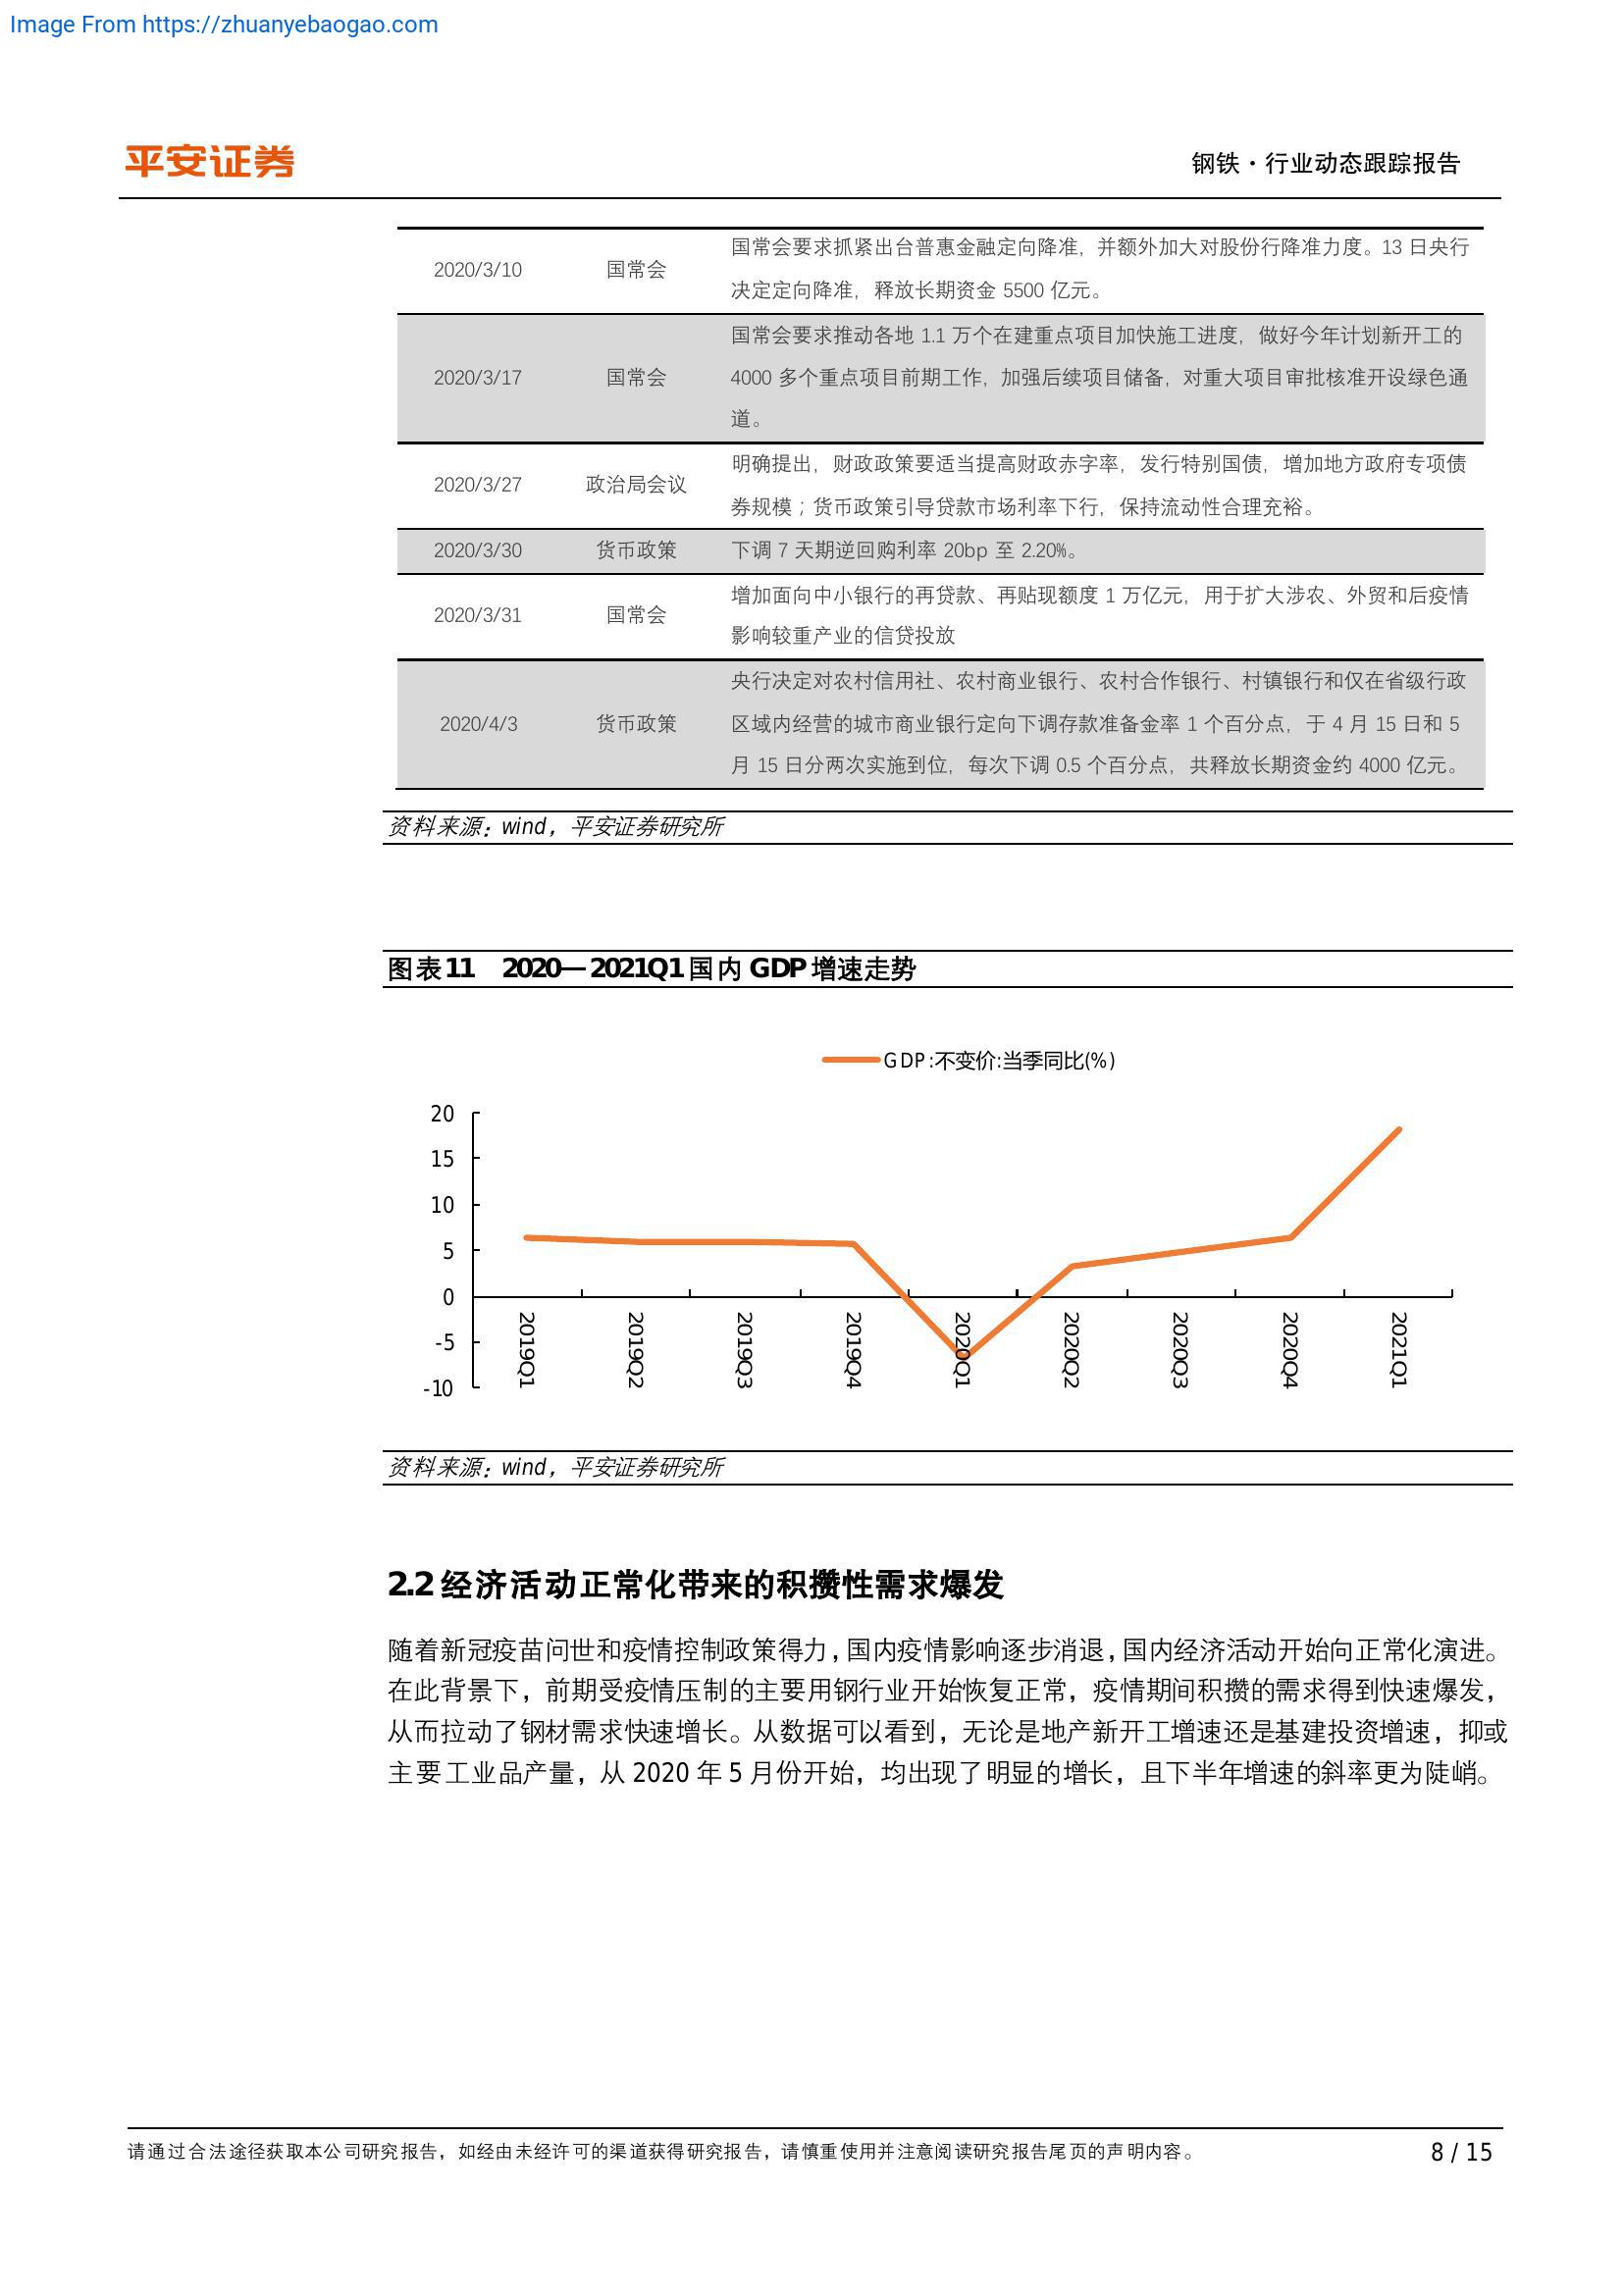 Image From https://zhuanyebaogao.com
平安证券
钢铁·行业动态跟踪报告
国常会要求抓紧出台普惠金融定向降准，并额外加大对股份行降准力度。13 日央行
2020/3/10 国常会
决定定向降准，释放长期资金 5500 亿元。
国常会要求推动各地 1.1 万个在建重点项目加快施工进度，做好今年计划新开工的
2020/3/17 国常会 4000 多个重点项目前期工作，加强后续项目储备，对重大项目审批核准开设绿色通
道。
明确提出，财政政策要适当提高财政赤字率，发行特别国债，增加地方政府专项债
2020/3/27 政治局会议
券规模；货币政策引导贷款市场利率下行，保持流动性合理充裕。
2020/3/30 货币政策 下调 7 天期逆回购利率 20bp 至 2.20%。
增加面向中小银行的再贷款、再贴现额度 1 万亿元，用于扩大涉农、外贸和后疫情
2020/3/31 国常会
影响较重产业的信贷投放
央行决定对农村信用社、农村商业银行、农村合作银行、村镇银行和仅在省级行政
2020/4/3 货币政策 区域内经营的城市商业银行定向下调存款准备金率 1 个百分点，于 4 月 15 日和 5
月 15 日分两次实施到位，每次下调 0.5 个百分点，共释放长期资金约 4000 亿元。
资料来源：wind，平安证券研究所
图表11 2020—2021Q1国内 GDP 增速走势
GDP:不变价:当季同比(%)
20
15
10
5
0
-5
-10
2019Q1
2019Q2
2019Q3
2019Q4
2020Q1
2020Q2
2020Q3
2020Q4
2021Q1
资料来源：wind，平安证券研究所
2.2 经济活动正常化带来的积攒性需求爆发
随着新冠疫苗问世和疫情控制政策得力，国内疫情影响逐步消退，国内经济活动开始向正常化演进。
在此背景下，前期受疫情压制的主要用钢行业开始恢复正常，疫情期间积攒的需求得到快速爆发，
从而拉动了钢材需求快速增长。从数据可以看到，无论是地产新开工增速还是基建投资增速，抑或
主要工业品产量，从 2020 年 5 月份开始，均出现了明显的增长，且下半年增速的斜率更为陡峭。
请通过合法途径获取本公司研究报告，如经由未经许可的渠道获得研究报告，请慎重使用并注意阅读研究报告尾页的声明内容。
8 / 15